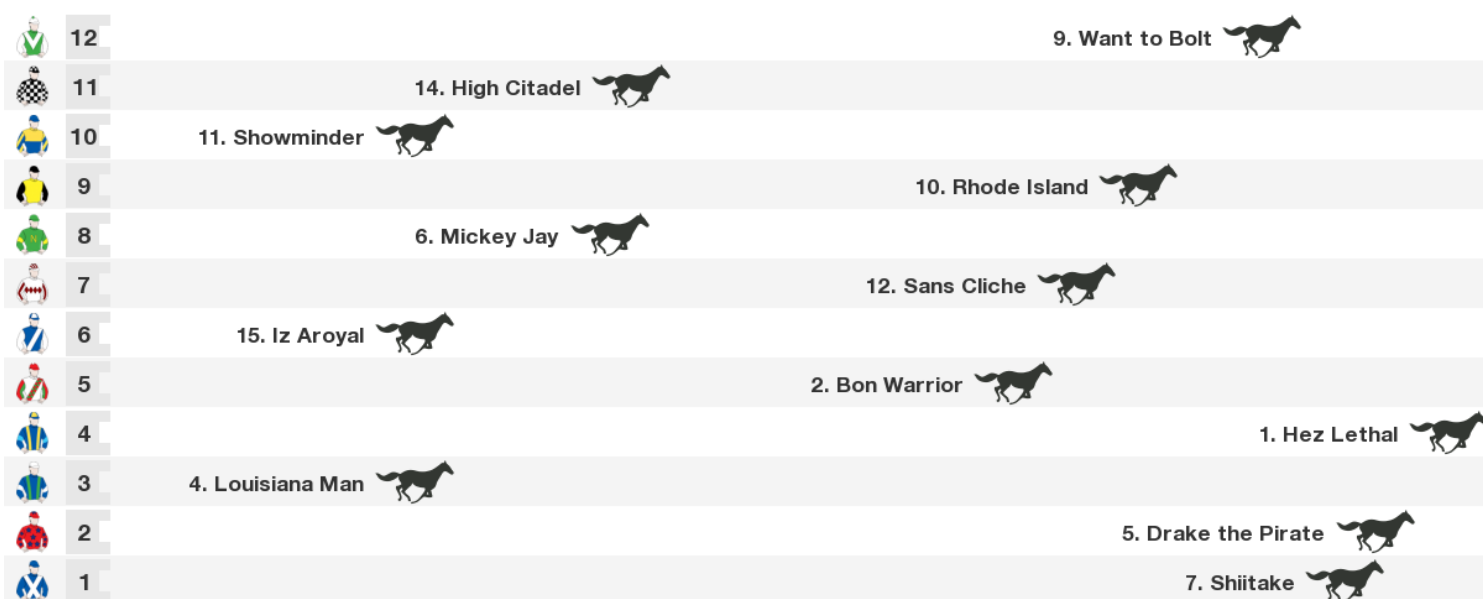 12 9. Want to Bolt
11 14. High Citadel
10 11. Showminder
9 10. Rhode Island
N 8 6. Mickey Jay
7 12. Sans Cliche
6 15. Iz Aroyal
5 2. Bon Warrior
4 1. Hez Lethal
3 4. Louisiana Man
2 5. Drake the Pirate
1 7. Shiitake